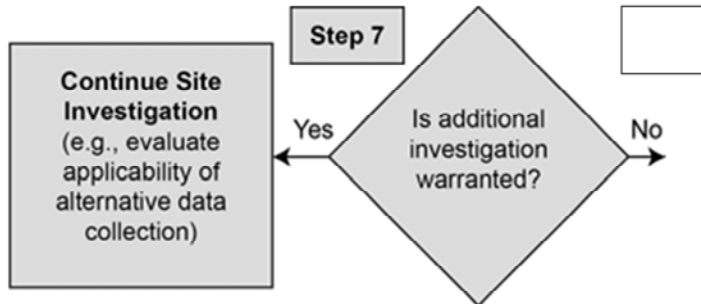 Step 7
Continue Site
Investigation
(e.g., evaluate
applicability of
alternative data
collection)
Yes
Is additional
investigation
warranted?
No